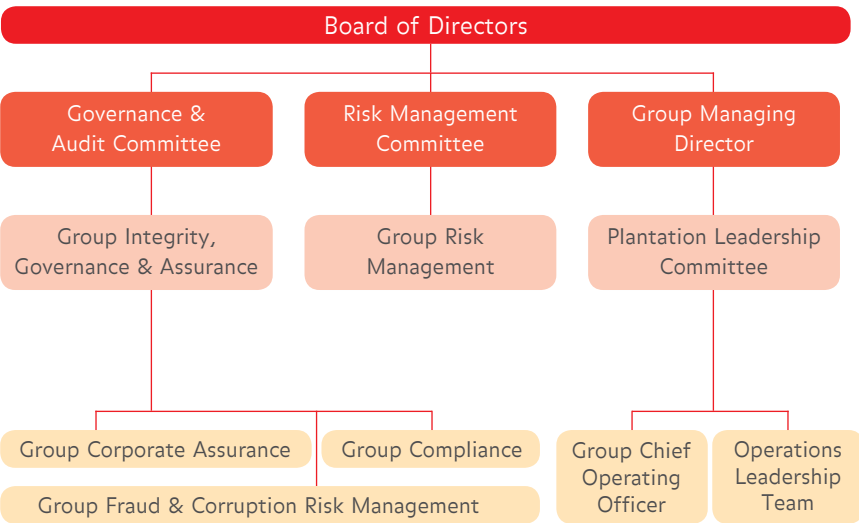 Board of Directors
Governance &
Audit Committee
Risk Management
Committee
Group Managing
Director
Group Integrity,
Governance & Assurance
Group Risk
Management
Plantation Leadership
Committee
Group Corporate Assurance
Group Compliance
Group Fraud & Corruption Risk Management
Group Chief
Operating
Officer
Operations
Leadership
Team